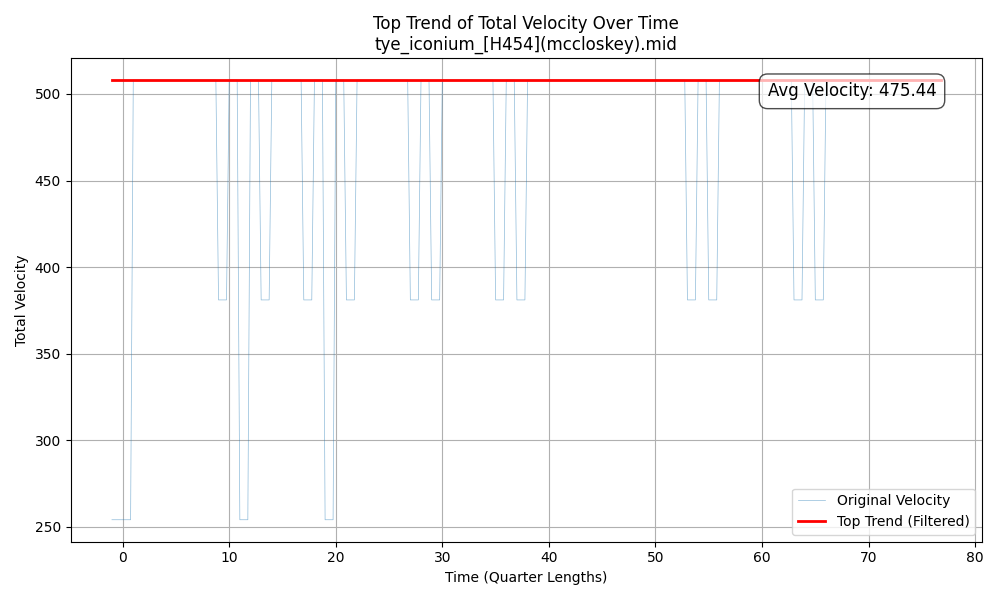 Top Trend of Total Velocity Over Time
tye_iconium_[H454](mccloskey).mid
Avg Velocity: 475.44
500
450
400
350
300
250
Total Velocity
0 10 20 30 40 50 60 70 80
Time (Quarter Lengths)
Original Velocity
Top Trend (Filtered)